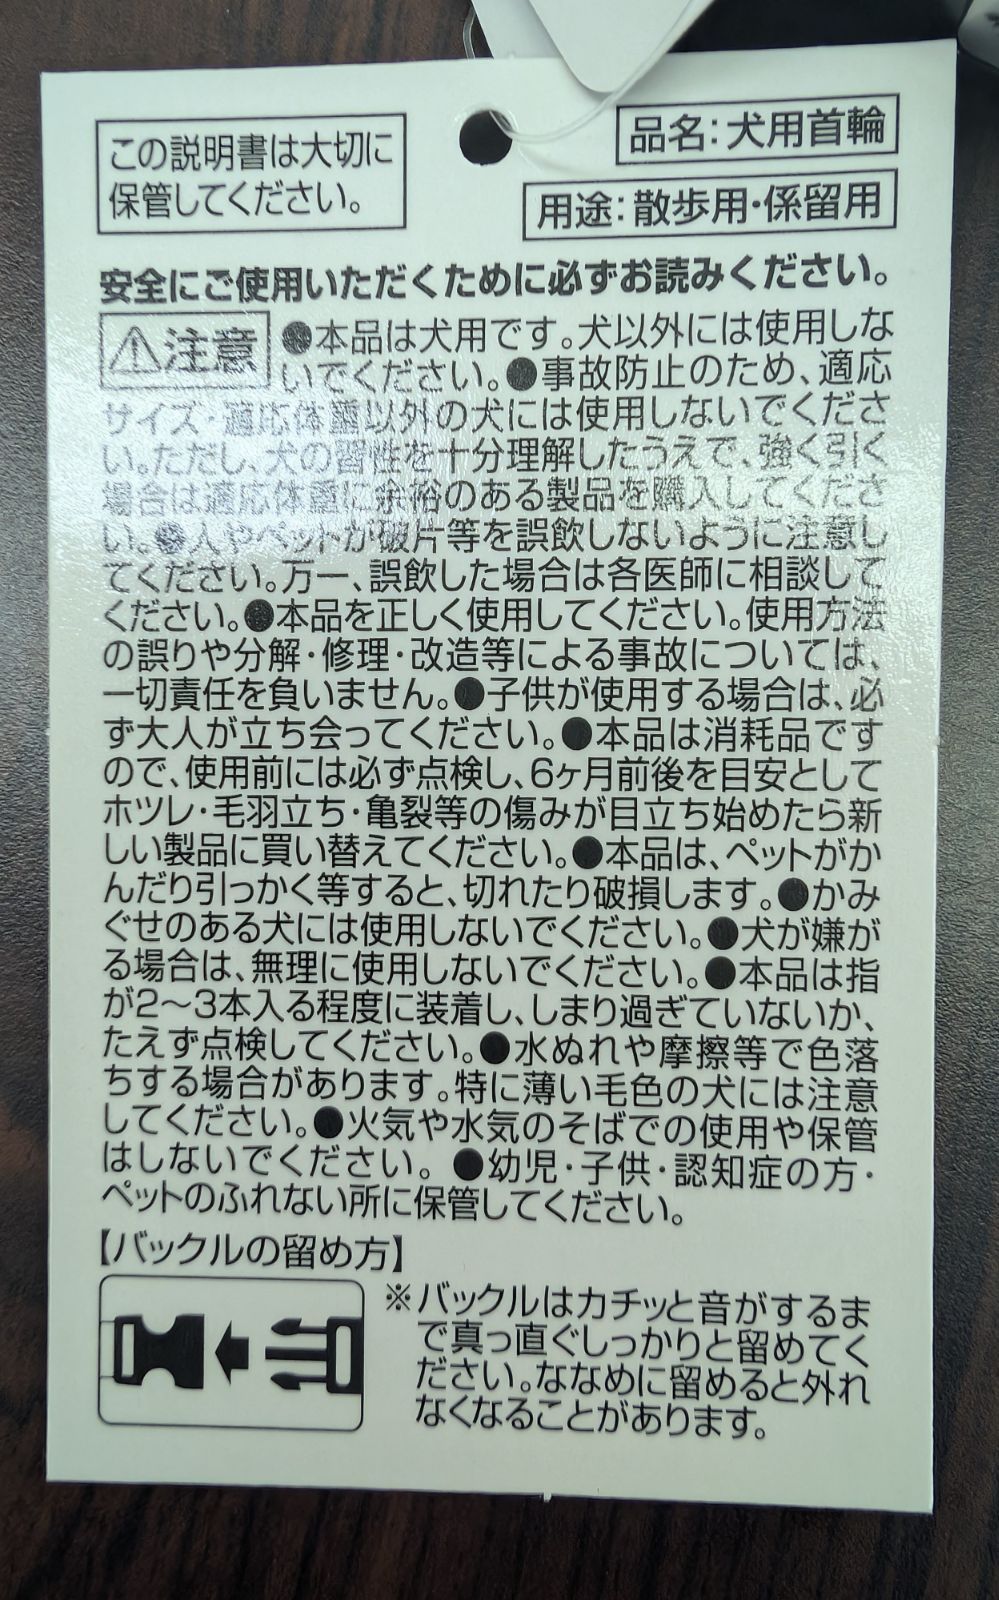 この説明書は大切に
保管してください。
品名:犬用首輪
用途:散歩用・係留用
安全にご使用いただくために必ずお読みください。
⚠注意
●本品は犬用です。犬以外には使用しな
いでください。●事故防止のため、適応
サイズ・適応体重以外の犬には使用しないでくださ
い。ただし、犬の習性を十分理解したうえで、強く引く
場合は適応体重に余裕のある製品を購入してくださ
い。●人やペットが破片等を誤飲しないように注意し
てください。万一、誤飲した場合は各医師に相談して
ください。●本品を正しく使用してください。使用方法
の誤りや分解・修理・改造等による事故については、
一切責任を負いません。●子供が使用する場合は、必
ず大人が立ち会ってください。●本品は消耗品です
ので、使用前には必ず点検し、6ヶ月前後を目安として
ホツレ・毛羽立ち・亀裂等の傷みが目立ち始めたら新
しい製品に買い替えてください。●本品は、ペットがか
んだり引っかく等すると、切れたり破損します。●かみ
ぐせのある犬には使用しないでください。●犬が嫌が
る場合は、無理に使用しないでください。●本品は指
が2〜3本入る程度に装着し、しまり過ぎていないか、
たえず点検してください。●水ぬれや摩擦等で色落
ちする場合があります。特に薄い毛色の犬には注意
してください。●火気や水気のそばでの使用や保管
はしないでください。●幼児・子供・認知症の方・
ペットのふれない所に保管してください。
【バックルの留め方】
※バックルはカチッと音がするま
で真っ直ぐしっかりと留めてく
ださい。ななめに留めると外れ
なくなることがあります。